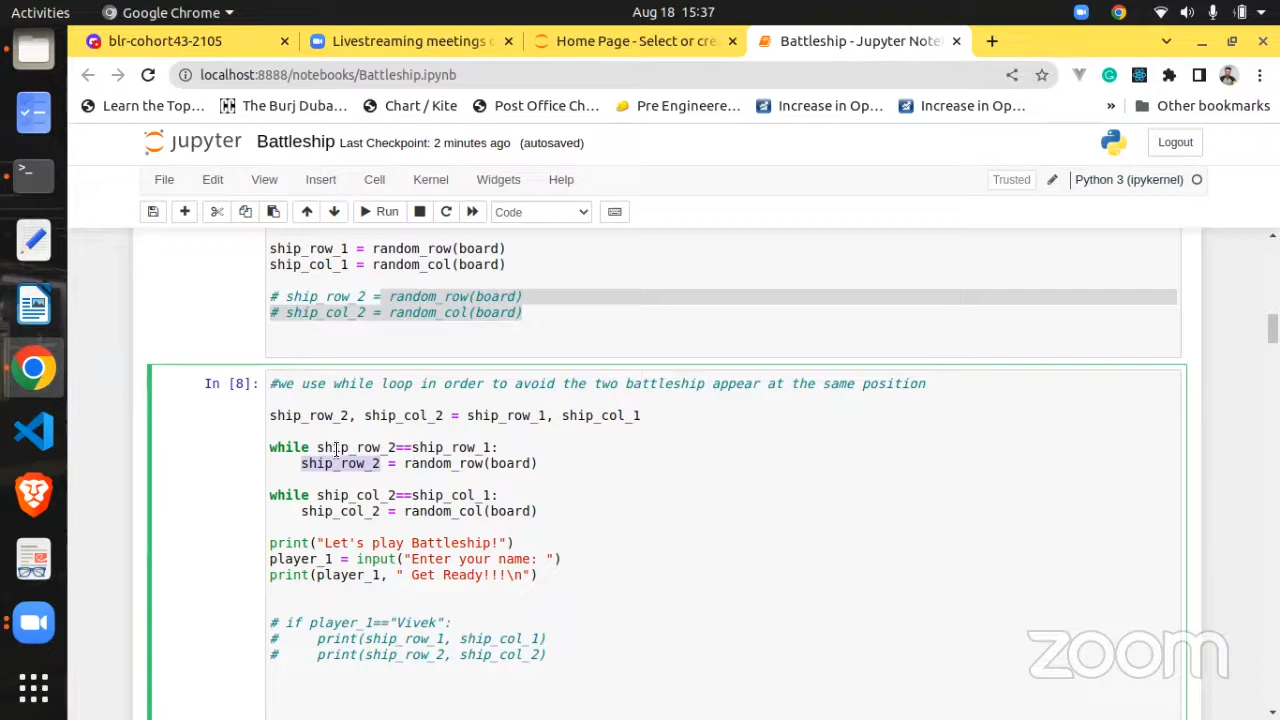 Activities
Google Chrome
Aug 18 15:37
blr-cohort43-2105
Livestreaming meetings o
Home Page - Select or cre
Battleship - Jupyter Note
localhost:8888/notebooks/Battleship.ipynb
Learn the Top...
The Burj Duba...
Chart / Kite
Post Office Ch...
Pre Engineere...
Increase in Op...
Increase in Op...
»
Other bookmarks
jupyter
Battleship Last Checkpoint: 2 minutes ago (autosaved)
Logout
File Edit View Insert Cell Kernel Widgets Help
Trusted
Python 3 (ipykernel)
Run
Code
ship_row_1 = random_row(board)
ship_col_1 = random_col(board)
# ship_row_2 = random_row(board)
# ship_col_2 = random_col(board)
In [8]:
#we use while loop in order to avoid the two battleship appear at the same position
ship_row_2, ship_col_2 = ship_row_1, ship_col_1
while ship_row_2==ship_row_1:
ship_row_2 = random_row(board)
while ship_col_2==ship_col_1:
ship_col_2 = random_col(board)
print("Let's play Battleship!")
player_1 = input("Enter your name: ")
print(player_1, " Get Ready!!!\n")
# if player_1=="Vivek":
#     print(ship_row_1, ship_col_1)
#     print(ship_row_2, ship_col_2)
zoom